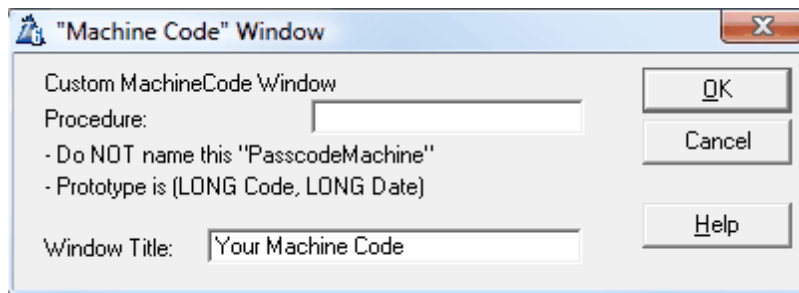 "Machine Code" Window
Custom MachineCode Window
Procedure:
- Do NOT name this "PasscodeMachine"
- Prototype is (LONG Code, LONG Date)
Window Title: Your Machine Code
OK
Cancel
Help